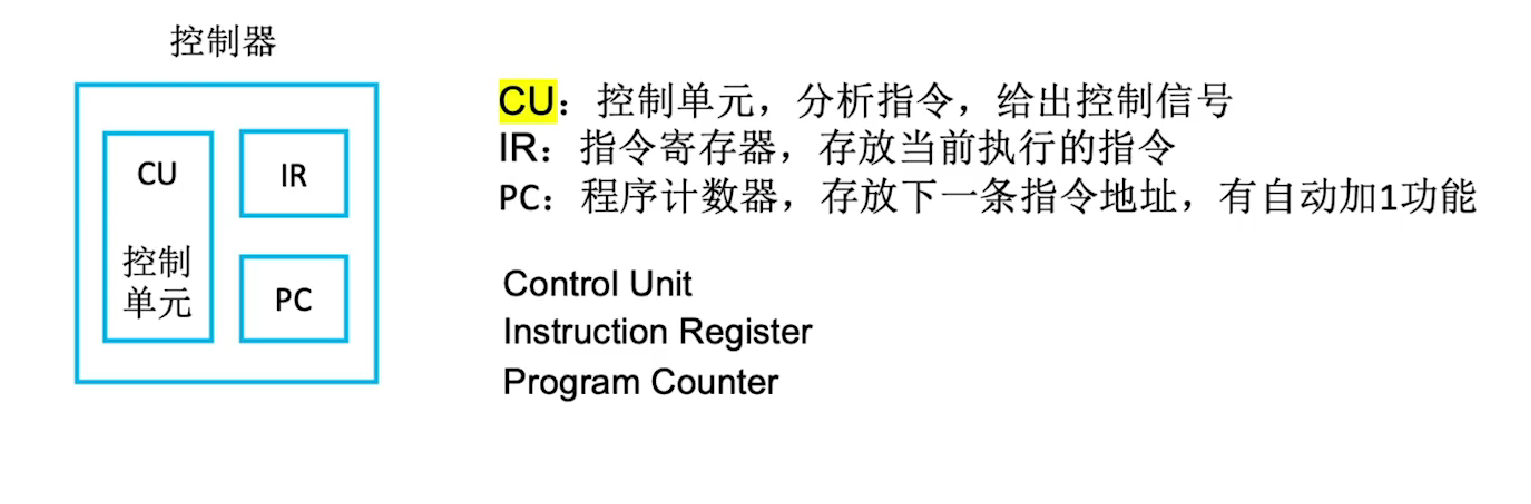 控制器
CU
控制
单元
IR
PC
CU：控制单元，分析指令，给出控制信号
IR：指令寄存器，存放当前执行的指令
PC：程序计数器，存放下一条指令地址，有自动加1功能
Control Unit
Instruction Register
Program Counter